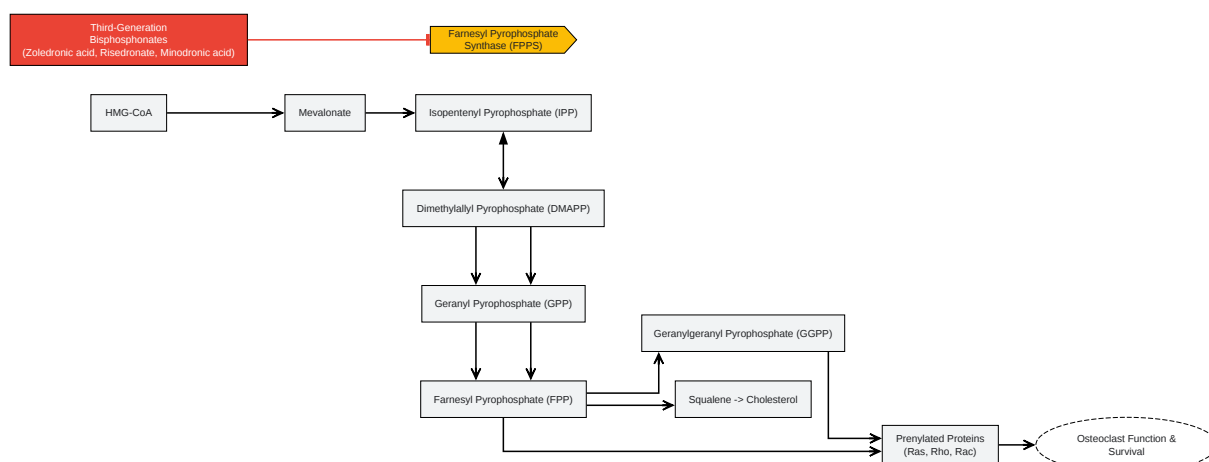 Third-Generation
Bisphosphonates
(Zoledronic acid, Risedronate, Minodronic acid)
Farnesyl Pyrophosphate
Synthase (FPPS)
HMG-CoA
Mevalonate
Isopentenyl Pyrophosphate (IPP)
Dimethylallyl Pyrophosphate (DMAPP)
Geranyl Pyrophosphate (GPP)
Geranylgeranyl Pyrophosphate (GGPP)
Farnesyl Pyrophosphate (FPP)
Squalene -> Cholesterol
Prenylated Proteins
(Ras, Rho, Rac)
Osteoclast Function &
Survival